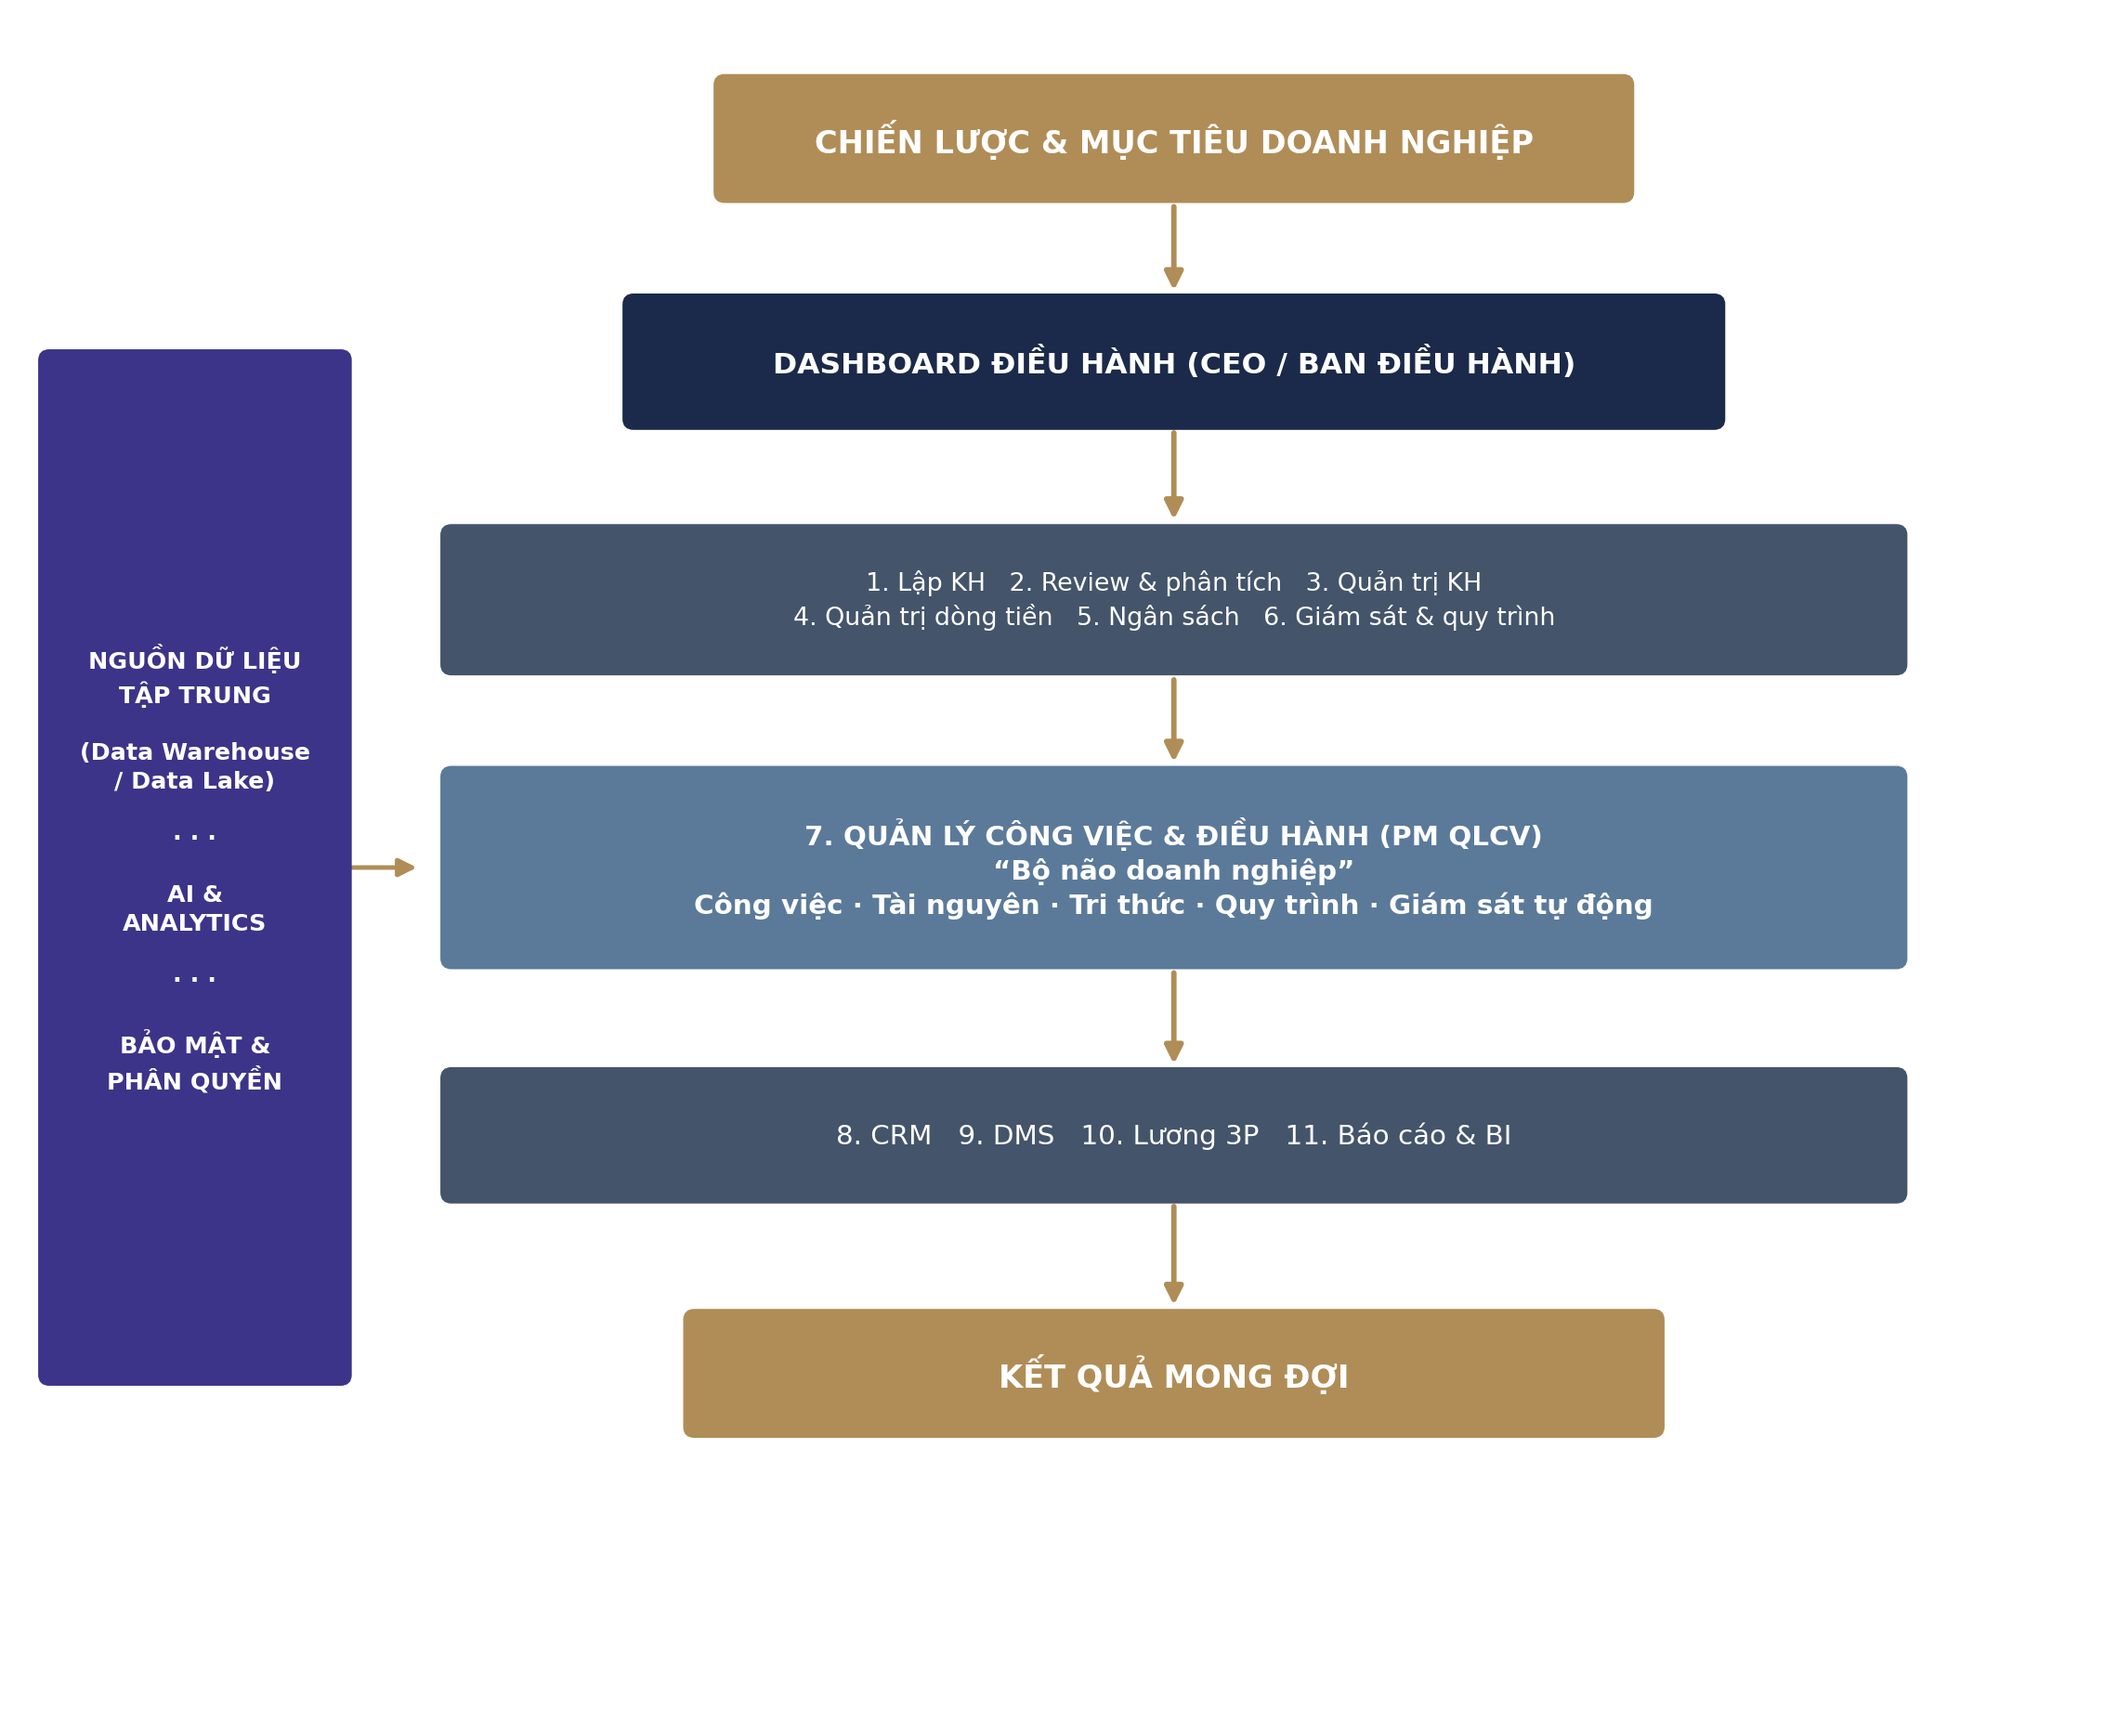 CHIẾN LƯỢC & MỤC TIÊU DOANH NGHIỆP
DASHBOARD ĐIỀU HÀNH (CEO / BAN ĐIỀU HÀNH)
1. Lập KH   2. Review & phân tích   3. Quản trị KH
4. Quản trị dòng tiền   5. Ngân sách   6. Giám sát & quy trình
NGUỒN DỮ LIỆU
TẬP TRUNG
(Data Warehouse
/ Data Lake)
. . .
AI &
ANALYTICS
. . .
BẢO MẬT &
PHÂN QUYỀN
7. QUẢN LÝ CÔNG VIỆC & ĐIỀU HÀNH (PM QLCV)
“Bộ não doanh nghiệp”
Công việc · Tài nguyên · Tri thức · Quy trình · Giám sát tự động
8. CRM   9. DMS   10. Lương 3P   11. Báo cáo & BI
KẾT QUẢ MONG ĐỢI